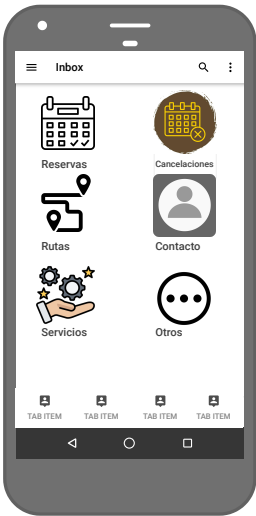 Inbox
Reservas
Cancelaciones
Rutas
Contacto
Servicios
Otros
TAB ITEM TAB ITEM TAB ITEM TAB ITEM